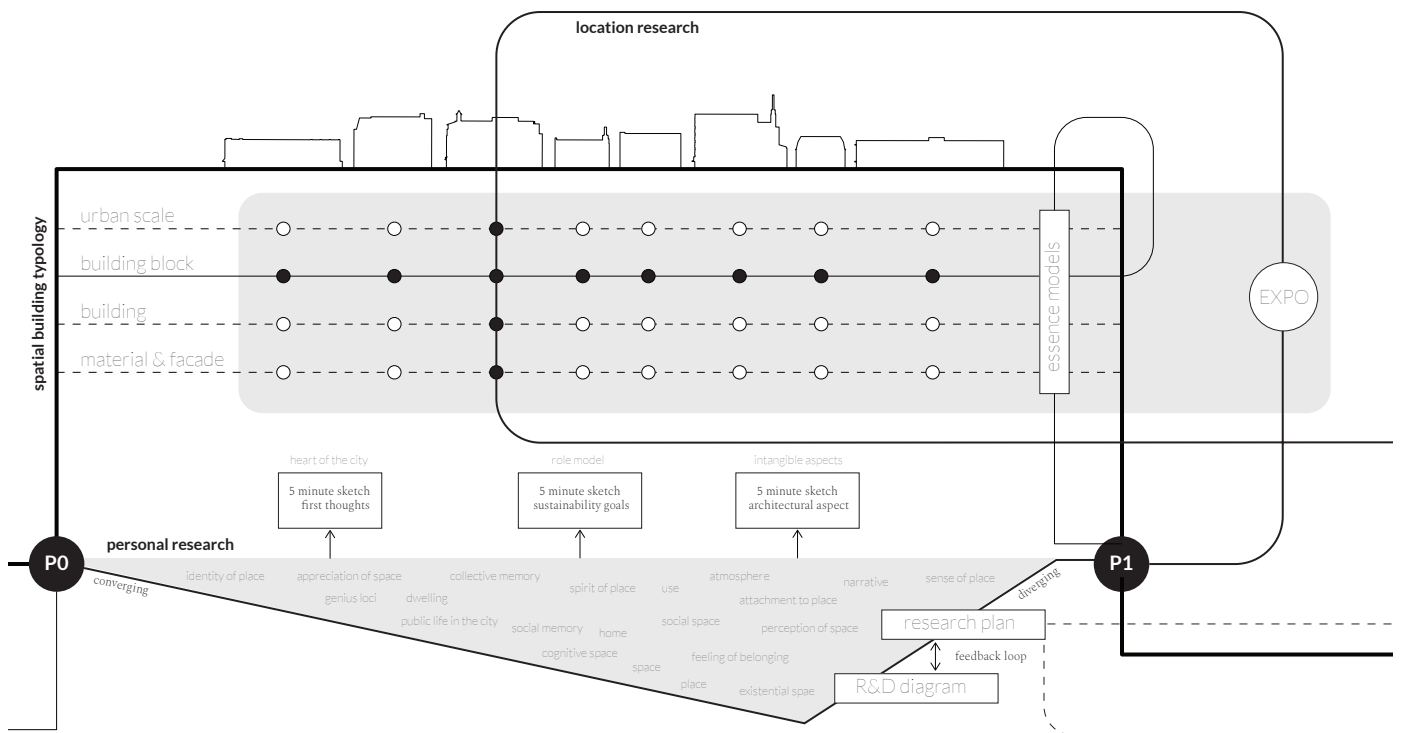 location research
spatial building typology
urban scale
building block
building
material & facade
essence models
EXPO
heart of the city
5 minute sketch
first thoughts
role model
5 minute sketch
sustainability goals
intangible aspects
5 minute sketch
architectural aspect
personal research
P0
P1
converging
diverging
identity of place
appreciation of space
collective memory
spirit of place
use
atmosphere
narrative
sense of place
genius loci
dwelling
attachment to place
public life in the city
social memory
home
social space
perception of space
cognitive space
space
feeling of belonging
place
existential spae
research plan
feedback loop
R&D diagram